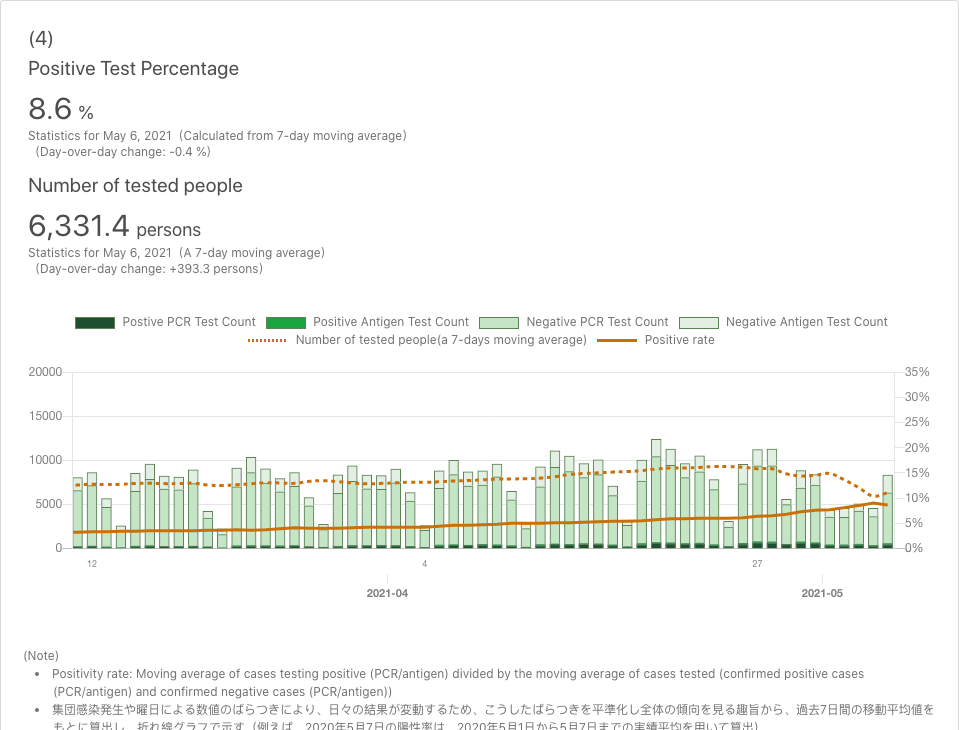 (4)
Positive Test Percentage
8.6 %
Statistics for May 6, 2021 (Calculated from 7-day moving average)
(Day-over-day change: -0.4 %)
Number of tested people
6,331.4 persons
Statistics for May 6, 2021 (A 7-day moving average)
(Day-over-day change: +393.3 persons)
Postive PCR Test Count Positive Antigen Test Count Negative PCR Test Count Negative Antigen Test Count
Number of tested people(a 7-days moving average) Positive rate
20000 35%
30%
15000
25%
20%
10000
15%
10%
5000
5%
0 0%
12 4 27
2021-04 2021-05
(Note)
• Positivity rate: Moving average of cases testing positive (PCR/antigen) divided by the moving average of cases tested (confirmed positive cases
(PCR/antigen) and confirmed negative cases (PCR/antigen))
• 集団感染発生や曜日による数値のばらつきにより、日々の結果が変動するため、こうしたばらつきを平準化し全体の傾向を見る趣旨から、過去7日間の移動平均値を
もとに算出し、折れ線グラフで示す（例えば、2020年5月7日の陽性率は、2020年5月1日から5月7日までの実績平均を用いて算出）